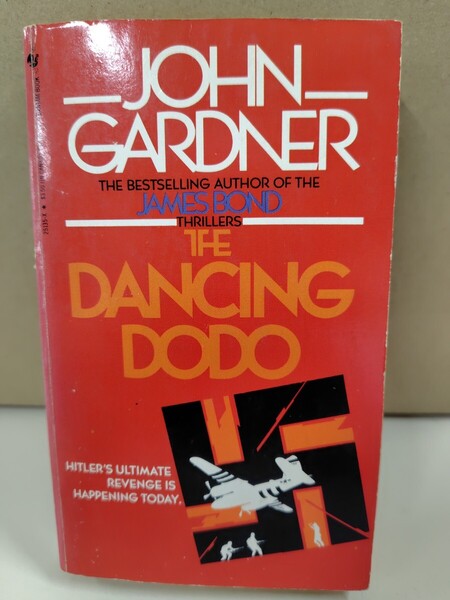 JOHN
GARDNER
THE BESTSELLING AUTHOR OF THE
JAMES BOND
THRILLERS
THE
DANCING
DODO
HITLER'S ULTIMATE
REVENGE IS
HAPPENING TODAY.